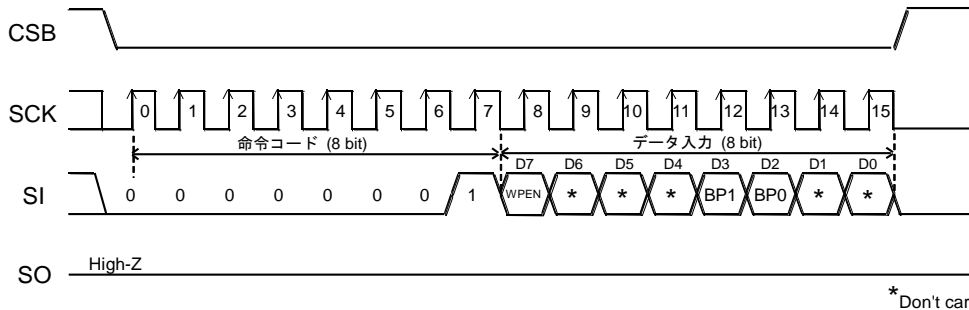 CSB
SCK 0 1 2 3 4 5 6 7 8 9 10 11 12 13 14 15
命令コード (8 bit) データ入力 (8 bit)
D7 D6 D5 D4 D3 D2 D1 D0
SI 0 0 0 0 0 0 0 1 WPEN * * * BP1 BP0 * *
High-Z
SO
*Don't car